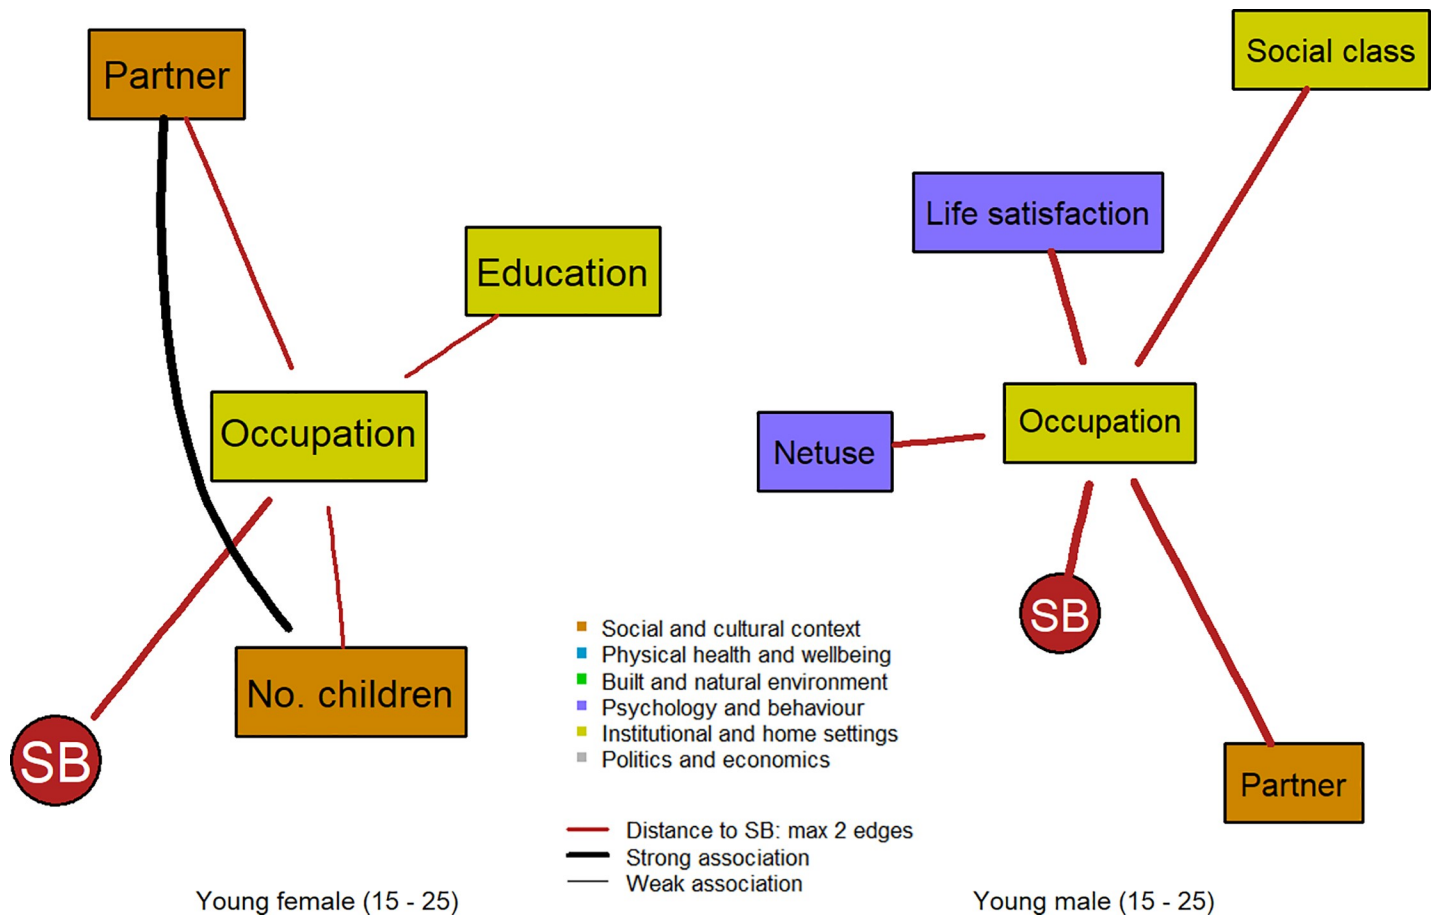 Partner
Education
Occupation
No. children
SB
Social class
Life satisfaction
Netuse
Occupation
SB
Partner
Social and cultural context
Physical health and wellbeing
Built and natural environment
Psychology and behaviour
Institutional and home settings
Politics and economics
Distance to SB: max 2 edges
Strong association
Weak association
Young female (15 - 25)
Young male (15 - 25)